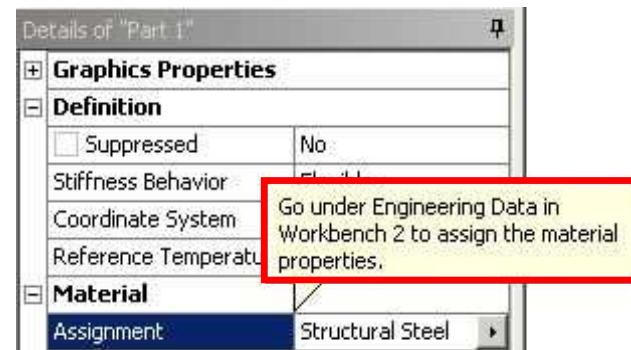 Details of "Part 1"
Graphics Properties
Definition
Suppressed No
Stiffness Behavior
Coordinate System
Go under Engineering Data in
Workbench 2 to assign the material
properties.
Reference
Material
Assignment Structural Steel